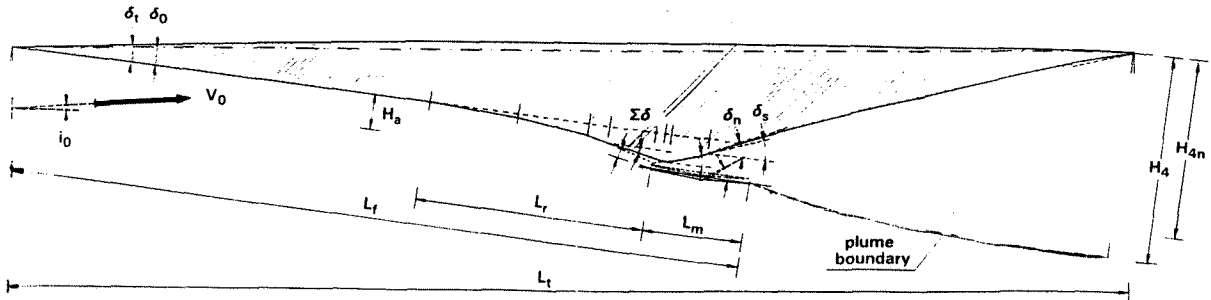 δt δ0
V0
i0
Ha
Σδ
δn δs
H4n
H4
Lr
Lf
Lm
plume
boundary
Lt